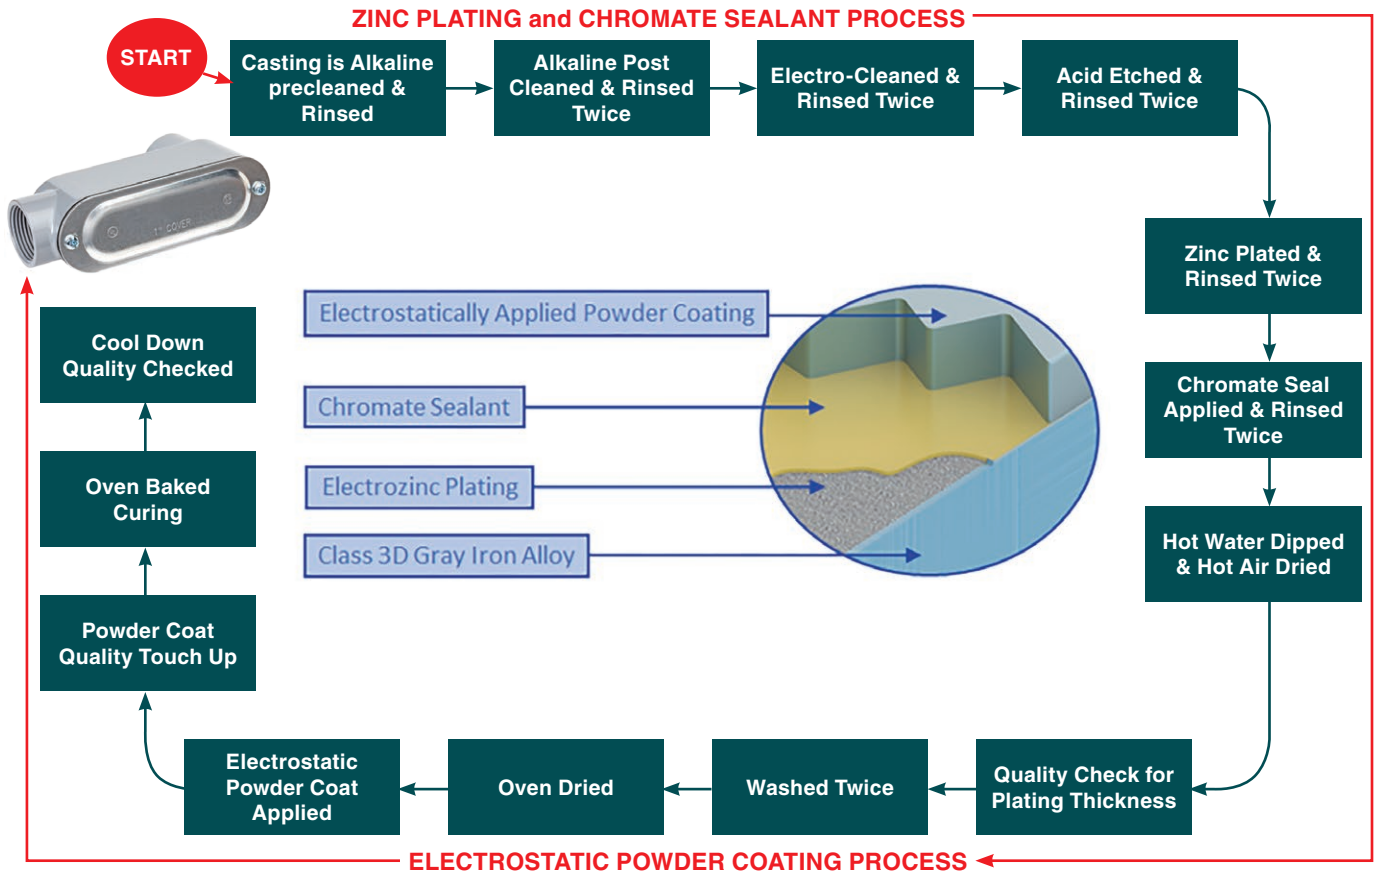 ZINC PLATING and CHROMATE SEALANT PROCESS
START
Casting is Alkaline
precleaned &
Rinsed
Alkaline Post
Cleaned & Rinsed
Twice
Electro-Cleaned &
Rinsed Twice
Acid Etched &
Rinsed Twice
Zinc Plated &
Rinsed Twice
Chromate Seal
Applied & Rinsed
Twice
Hot Water Dipped
& Hot Air Dried
Quality Check for
Plating Thickness
Washed Twice
Oven Dried
Electrostatic
Powder Coat
Applied
Powder Coat
Quality Touch Up
Oven Baked
Curing
Cool Down
Quality Checked
1" COVER
Electrostatically Applied Powder Coating
Chromate Sealant
Electrozinc Plating
Class 3D Gray Iron Alloy
ELECTROSTATIC POWDER COATING PROCESS